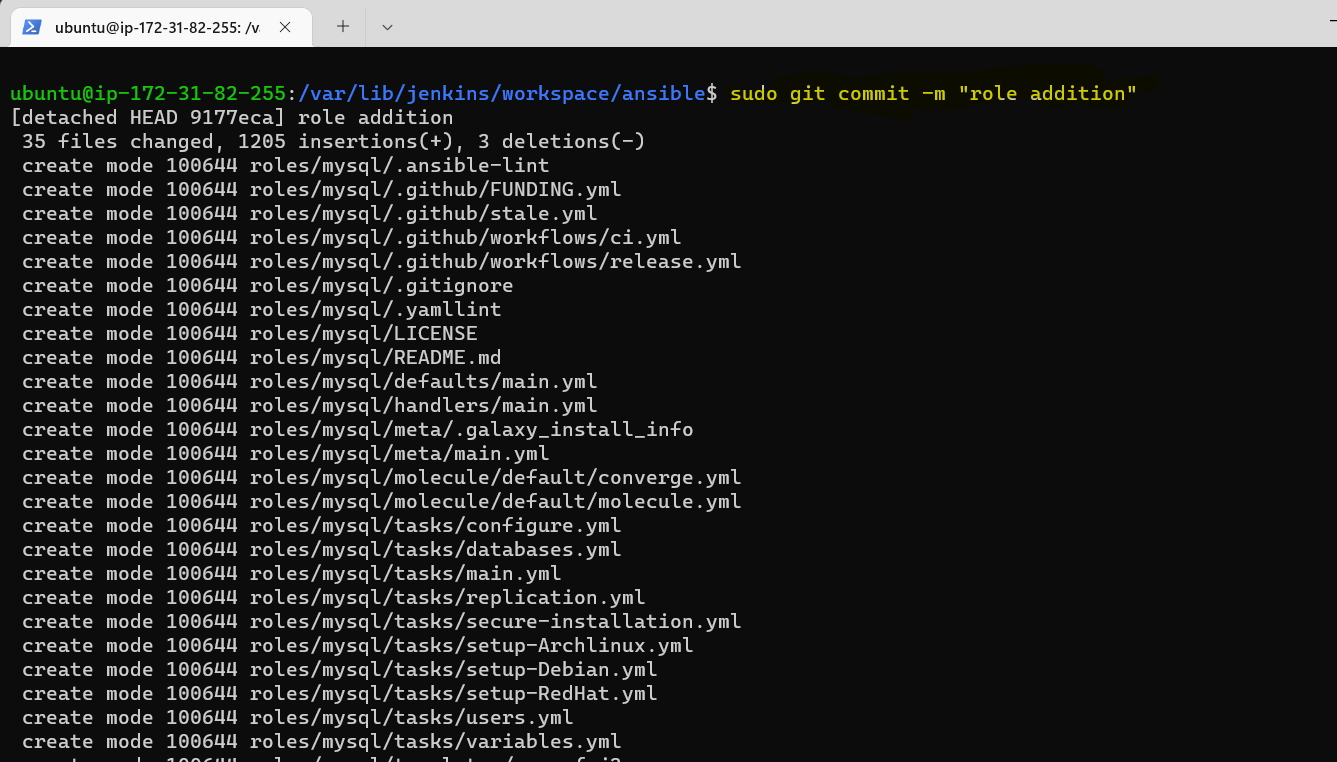 ubuntu@ip-172-31-82-255: /v
ubuntu@ip-172-31-82-255:/var/lib/jenkins/workspace/ansible$ sudo git commit -m "role addition"
[detached HEAD 9177eca] role addition
 35 files changed, 1205 insertions(+), 3 deletions(-)
 create mode 100644 roles/mysql/.ansible-lint
 create mode 100644 roles/mysql/.github/FUNDING.yml
 create mode 100644 roles/mysql/.github/stale.yml
 create mode 100644 roles/mysql/.github/workflows/ci.yml
 create mode 100644 roles/mysql/.github/workflows/release.yml
 create mode 100644 roles/mysql/.gitignore
 create mode 100644 roles/mysql/.yamllint
 create mode 100644 roles/mysql/LICENSE
 create mode 100644 roles/mysql/README.md
 create mode 100644 roles/mysql/defaults/main.yml
 create mode 100644 roles/mysql/handlers/main.yml
 create mode 100644 roles/mysql/meta/.galaxy_install_info
 create mode 100644 roles/mysql/meta/main.yml
 create mode 100644 roles/mysql/molecule/default/converge.yml
 create mode 100644 roles/mysql/molecule/default/molecule.yml
 create mode 100644 roles/mysql/tasks/configure.yml
 create mode 100644 roles/mysql/tasks/databases.yml
 create mode 100644 roles/mysql/tasks/main.yml
 create mode 100644 roles/mysql/tasks/replication.yml
 create mode 100644 roles/mysql/tasks/secure-installation.yml
 create mode 100644 roles/mysql/tasks/setup-Archlinux.yml
 create mode 100644 roles/mysql/tasks/setup-Debian.yml
 create mode 100644 roles/mysql/tasks/setup-RedHat.yml
 create mode 100644 roles/mysql/tasks/users.yml
 create mode 100644 roles/mysql/tasks/variables.yml